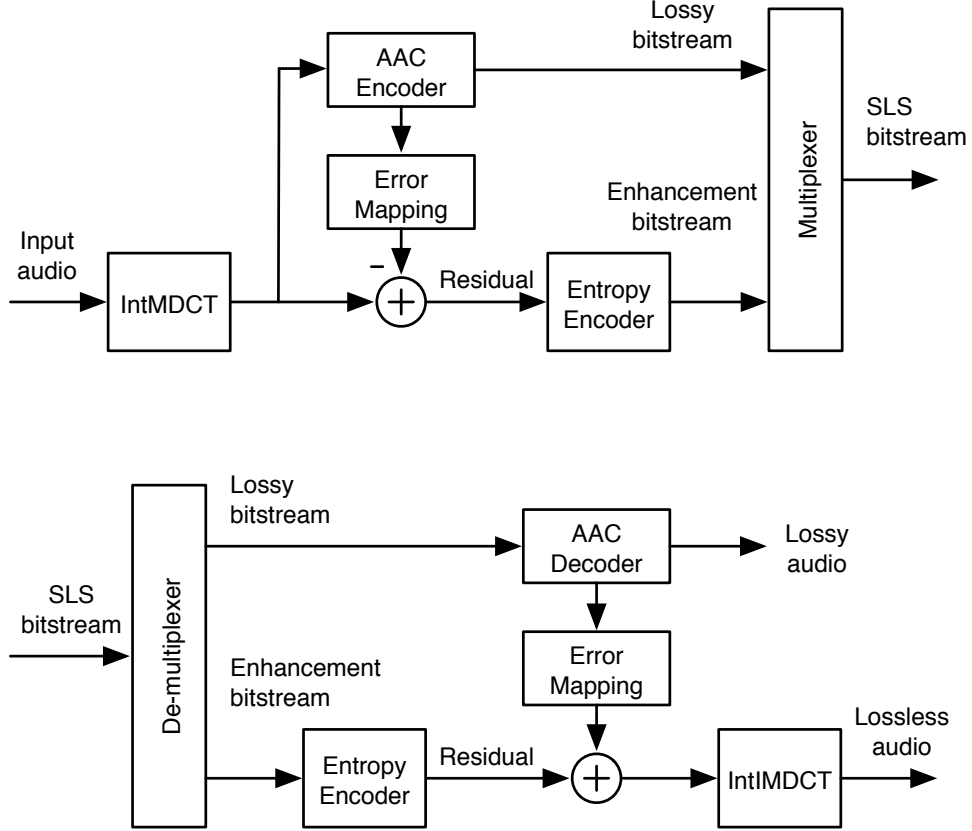 Lossy
bitstream
AAC
Encoder
SLS
bitstream
Multiplexer
Error
Mapping
Enhancement
bitstream
Input
audio
–
Residual
IntMDCT
+
Entropy
Encoder
Lossy
bitstream
AAC
Decoder
Lossy
audio
SLS
bitstream
De-multiplexer
Error
Mapping
Enhancement
bitstream
Lossless
audio
Residual
Entropy
Encoder
+
IntIMDCT